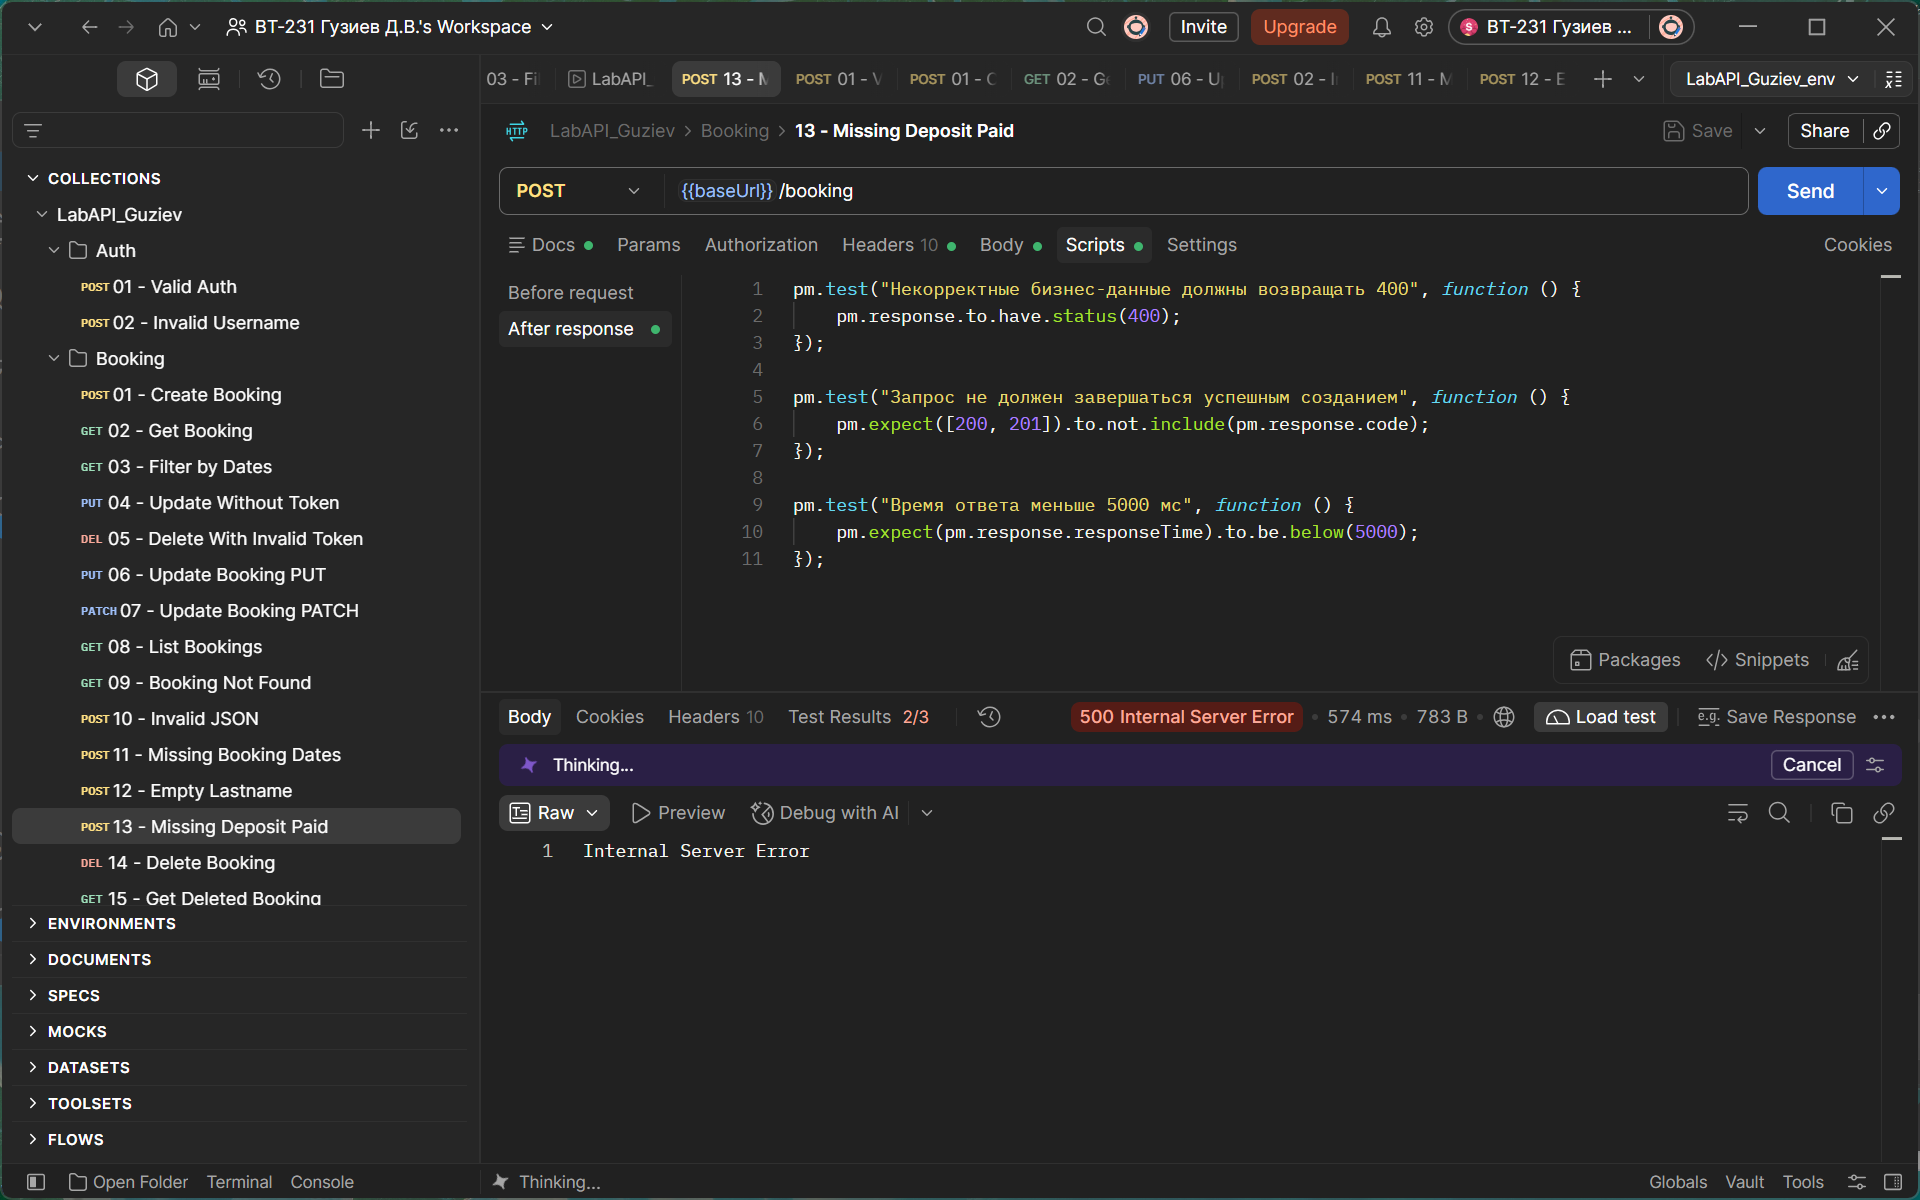 ВТ-231 Гузиев Д.В.'s Workspace
Invite
Upgrade
ВТ-231 Гузиев ...
03 - Fil
LabAPI_
POST 13 - M
POST 01 - V
POST 01 - C
GET 02 - Ge
PUT 06 - Up
POST 02 - I
POST 11 - M
POST 12 - E
LabAPI_Guziev_env
HTTP
LabAPI_Guziev > Booking > 13 - Missing Deposit Paid
Save
Share
COLLECTIONS
LabAPI_Guziev
Auth
POST 01 - Valid Auth
POST 02 - Invalid Username
Booking
POST 01 - Create Booking
GET 02 - Get Booking
GET 03 - Filter by Dates
PUT 04 - Update Without Token
DEL 05 - Delete With Invalid Token
PUT 06 - Update Booking PUT
PATCH 07 - Update Booking PATCH
GET 08 - List Bookings
GET 09 - Booking Not Found
POST 10 - Invalid JSON
POST 11 - Missing Booking Dates
POST 12 - Empty Lastname
POST 13 - Missing Deposit Paid
DEL 14 - Delete Booking
GET 15 - Get Deleted Booking
ENVIRONMENTS
DOCUMENTS
SPECS
MOCKS
DATASETS
TOOLSETS
FLOWS
POST
{{baseUrl}} /booking
Send
Docs
Params
Authorization
Headers 10
Body
Scripts
Settings
Cookies
Before request
After response
1 pm.test("Некорректные бизнес-данные должны возвращать 400", function () {
2 pm.response.to.have.status(400);
3 });
4
5 pm.test("Запрос не должен завершаться успешным созданием", function () {
6 pm.expect([200, 201]).to.not.include(pm.response.code);
7 });
8
9 pm.test("Время ответа меньше 5000 мс", function () {
10 pm.expect(pm.response.responseTime).to.be.below(5000);
11 });
Packages
Snippets
Body
Cookies
Headers 10
Test Results 2/3
500 Internal Server Error
574 ms
783 B
Load test
e.g. Save Response
Thinking...
Cancel
Raw
Preview
Debug with AI
1 Internal Server Error
Open Folder
Terminal
Console
Thinking...
Globals
Vault
Tools